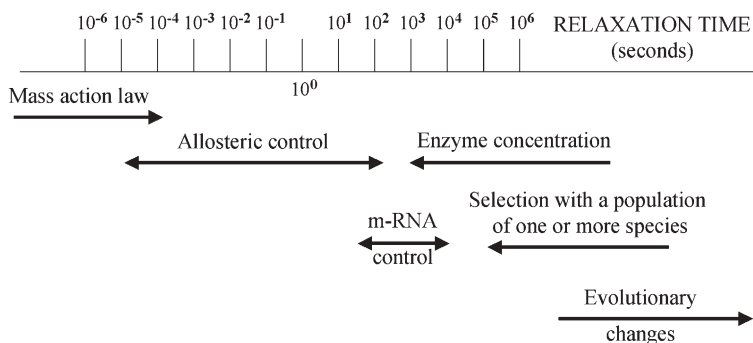 10⁻⁶ 10⁻⁵ 10⁻⁴ 10⁻³ 10⁻² 10⁻¹ 10¹ 10² 10³ 10⁴ 10⁵ 10⁶ RELAXATION TIME
(seconds)
10⁰
Mass action law
Allosteric control Enzyme concentration
Selection with a population
of one or more species
m-RNA
control
Evolutionary
changes